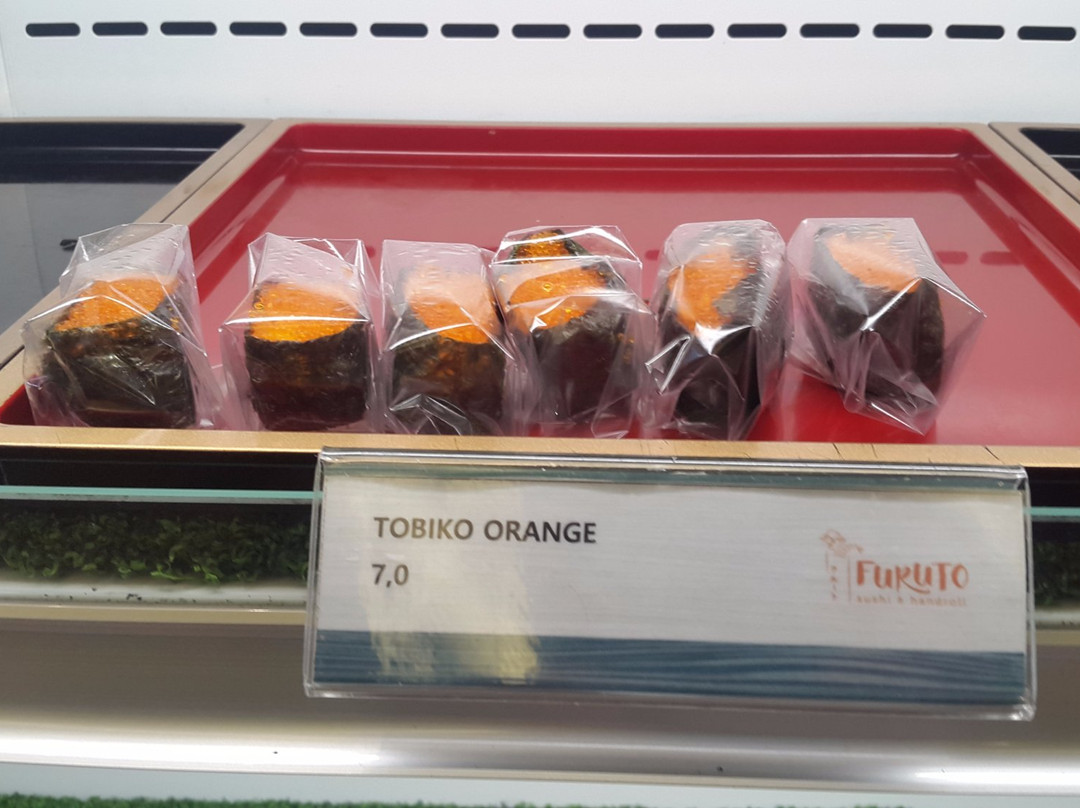 TOBIKO ORANGE
7,0
FURUTO
sushi & handroll